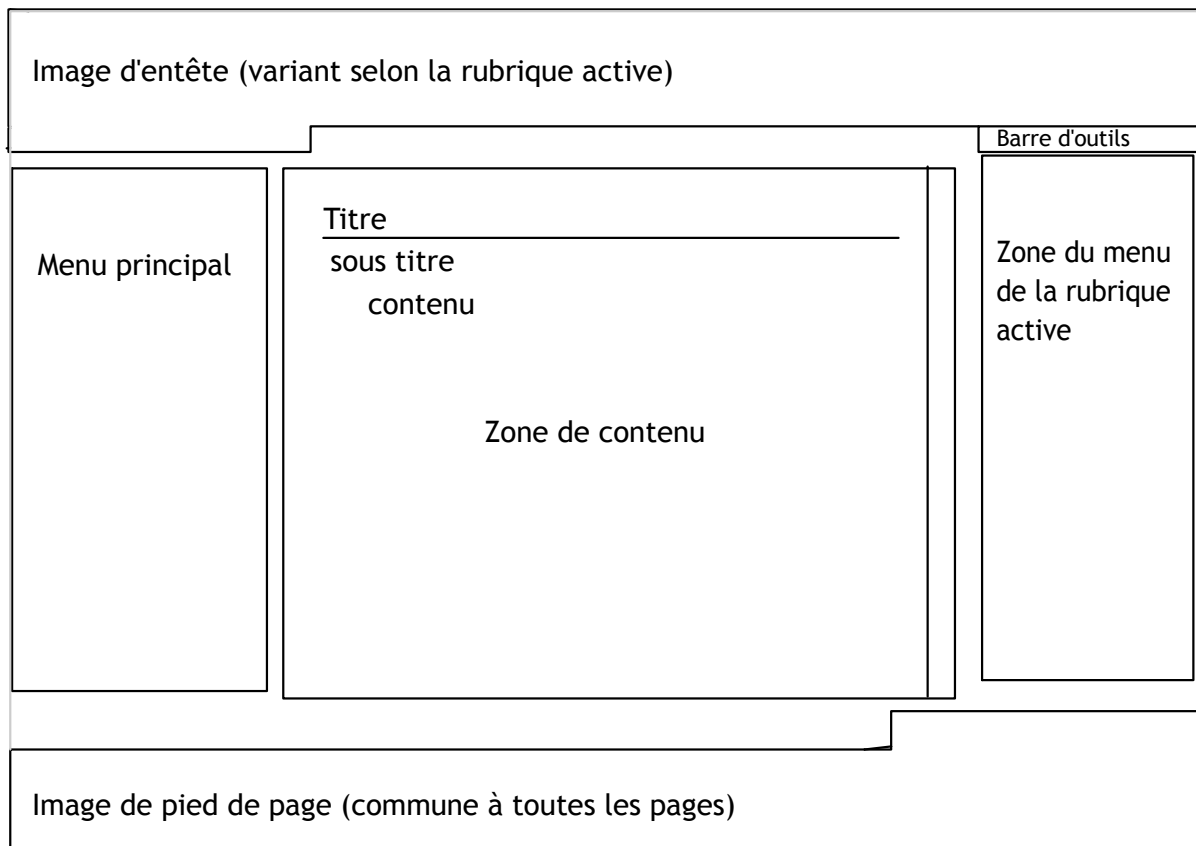 Image d'entête (variant selon la rubrique active)
Barre d'outils
Menu principal
Titre
sous titre
contenu
Zone de contenu
Zone du menu
de la rubrique
active
Image de pied de page (commune à toutes les pages)